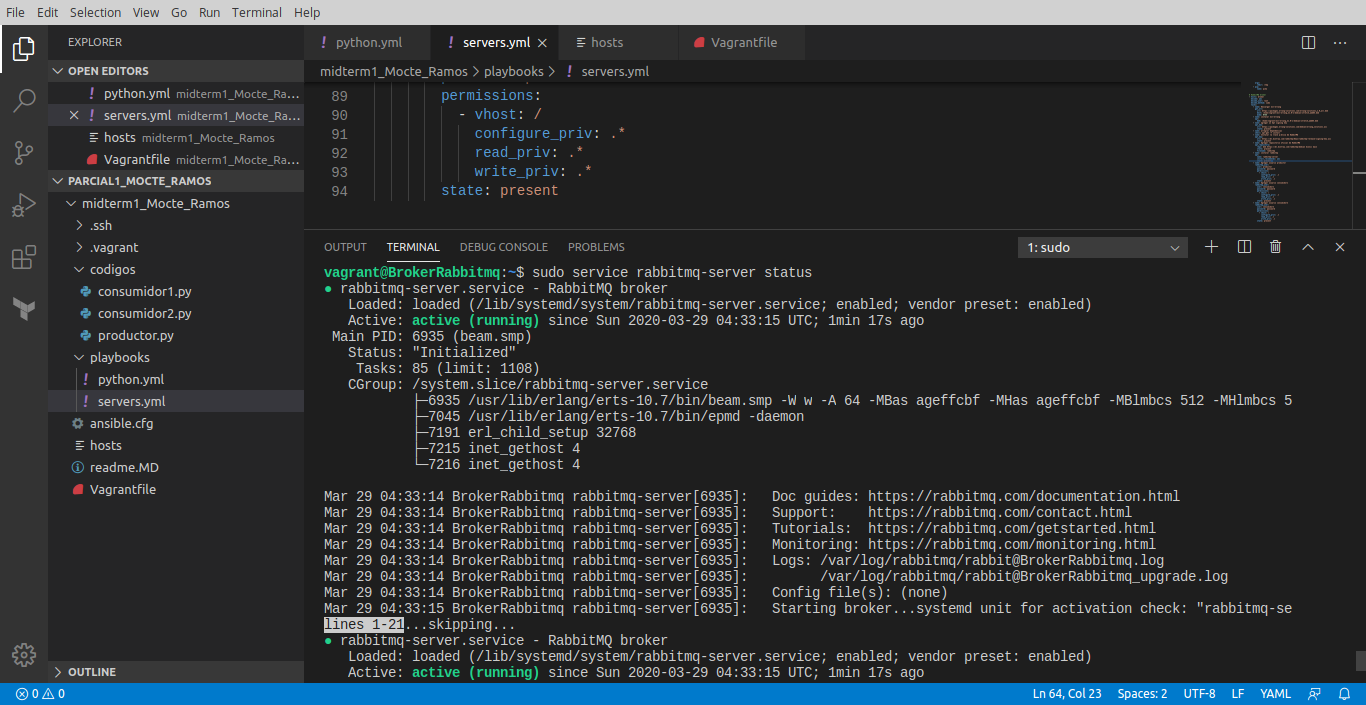 File Edit Selection View Go Run Terminal Help
EXPLORER
OPEN EDITORS
! python.yml midterm1_Mocte_Ra...
! servers.yml midterm1_Mocte_Ra...
hosts midterm1_Mocte_Ramos
Vagrantfile midterm1_Mocte_Ra...
PARCIAL1_MOCTE_RAMOS
midterm1_Mocte_Ramos
.ssh
.vagrant
codigos
consumidor1.py
consumidor2.py
productor.py
playbooks
! python.yml
! servers.yml
ansible.cfg
hosts
readme.MD
Vagrantfile
OUTLINE
! python.yml ! servers.yml hosts Vagrantfile
midterm1_Mocte_Ramos > playbooks > ! servers.yml
89 permissions:
90 - vhost: /
91 configure_priv: .*
92 read_priv: .*
93 write_priv: .*
94 state: present
OUTPUT TERMINAL DEBUG CONSOLE PROBLEMS 1: sudo
vagrant@BrokerRabbitmq:~$ sudo service rabbitmq-server status
● rabbitmq-server.service - RabbitMQ broker
Loaded: loaded (/lib/systemd/system/rabbitmq-server.service; enabled; vendor preset: enabled)
Active: active (running) since Sun 2020-03-29 04:33:15 UTC; 1min 17s ago
Main PID: 6935 (beam.smp)
Status: "Initialized"
Tasks: 85 (limit: 1108)
CGroup: /system.slice/rabbitmq-server.service
├─6935 /usr/lib/erlang/erts-10.7/bin/beam.smp -W w -A 64 -MBas ageffcbf -MHas ageffcbf -MBlmbcs 512 -MHlmbcs 5
├─7045 /usr/lib/erlang/erts-10.7/bin/epmd -daemon
├─7191 erl_child_setup 32768
├─7215 inet_gethost 4
└─7216 inet_gethost 4
Mar 29 04:33:14 BrokerRabbitmq rabbitmq-server[6935]: Doc guides: https://rabbitmq.com/documentation.html
Mar 29 04:33:14 BrokerRabbitmq rabbitmq-server[6935]: Support: https://rabbitmq.com/contact.html
Mar 29 04:33:14 BrokerRabbitmq rabbitmq-server[6935]: Tutorials: https://rabbitmq.com/getstarted.html
Mar 29 04:33:14 BrokerRabbitmq rabbitmq-server[6935]: Monitoring: https://rabbitmq.com/monitoring.html
Mar 29 04:33:14 BrokerRabbitmq rabbitmq-server[6935]: Logs: /var/log/rabbitmq/rabbit@BrokerRabbitmq.log
Mar 29 04:33:14 BrokerRabbitmq rabbitmq-server[6935]: /var/log/rabbitmq/rabbit@BrokerRabbitmq_upgrade.log
Mar 29 04:33:14 BrokerRabbitmq rabbitmq-server[6935]: Config file(s): (none)
Mar 29 04:33:15 BrokerRabbitmq rabbitmq-server[6935]: Starting broker...systemd unit for activation check: "rabbitmq-se
lines 1-21...skipping...
● rabbitmq-server.service - RabbitMQ broker
Loaded: loaded (/lib/systemd/system/rabbitmq-server.service; enabled; vendor preset: enabled)
Active: active (running) since Sun 2020-03-29 04:33:15 UTC; 1min 17s ago
0 0 Ln 64, Col 23 Spaces: 2 UTF-8 LF YAML